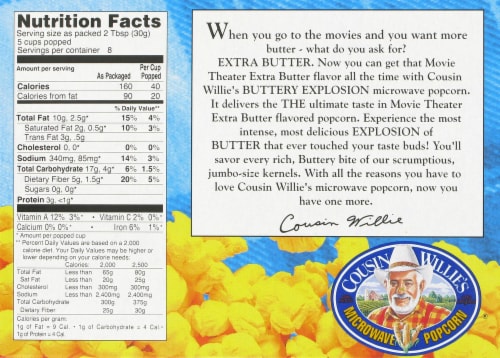 Nutrition Facts
Serving size as packed 2 Tbsp (30g)
5 cups popped
Servings per container 8
Amount per serving As Packaged Per Cup Popped
Calories 160 40
Calories from fat 90 20
% Daily Value**
Total Fat 10g, 2.5g* 15% 4%
Saturated Fat 2g, 0.5g* 10% 3%
Trans Fat 3g, .5g
Cholesterol 0, 0* 0% 0%
Sodium 340mg, 85mg* 14% 3%
Total Carbohydrate 17g, 4g* 6% 1.5%
Dietary Fiber 5g, 1.5g* 20% 5%
Sugars 0g, 0g*
Protein 3g, <1g*
Vitamin A 12% 3%* • Vitamin C 2% 0%*
Calcium 0% 0%* • Iron 6% 1%*
* Amount per popped cup
** Percent Daily Values are based on a 2,000
calorie diet. Your Daily Values may be higher or
lower depending on your calorie needs:
Calories: 2,000 2,500
Total Fat Less than 65g 80g
Sat Fat Less than 20g 25g
Cholesterol Less than 300mg 300mg
Sodium Less than 2,400mg 2,400mg
Total Carbohydrate 300g 375g
Dietary Fiber 25g 30g
Calories per gram:
1g of Fat = 9 Cal. • 1g of Carbohydrate = 4 Cal •
1g of Protein = 4 Cal.
When you go to the movies and you want more
butter - what do you ask for?
EXTRA BUTTER. Now you can get that Movie
Theater Extra Butter flavor all the time with Cousin
Willie's BUTTERY EXPLOSION microwave popcorn.
It delivers the THE ultimate taste in Movie Theater
Extra Butter flavored popcorn. Experience the most
intense, most delicious EXPLOSION of
BUTTER that ever touched your taste buds! You'll
savor every rich, Buttery bite of our scrumptious,
jumbo-size kernels. With all the reasons you have to
love Cousin Willie's microwave popcorn, now you
have one more.
Cousin Willie
COUSIN WILLIE'S
MICROWAVE POPCORN
®